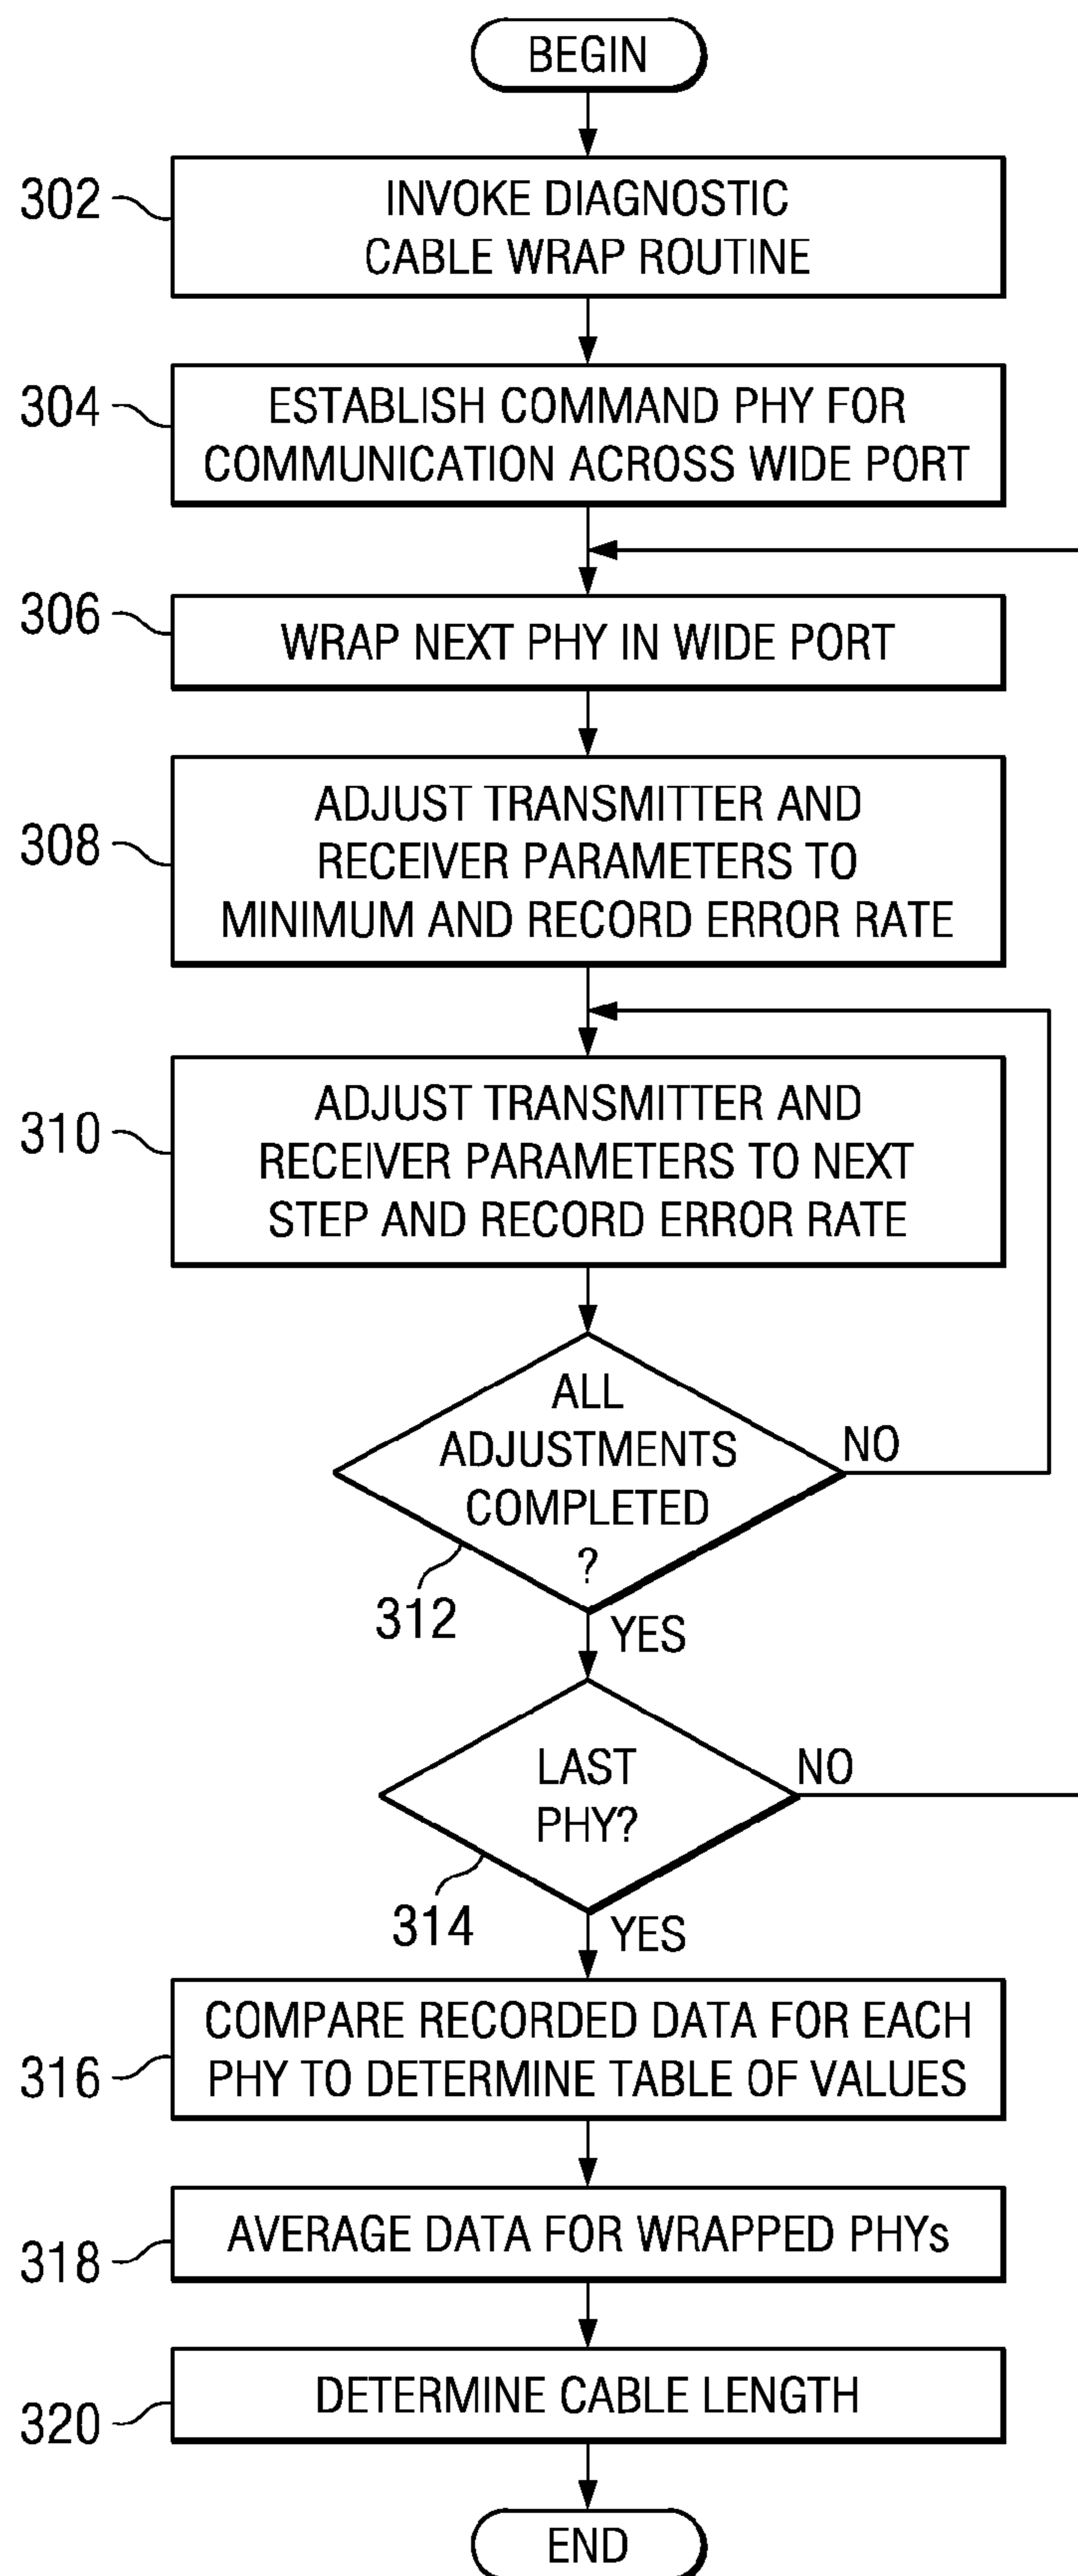 BEGIN
302
INVOKE DIAGNOSTIC
CABLE WRAP ROUTINE
304
ESTABLISH COMMAND PHY FOR
COMMUNICATION ACROSS WIDE PORT
306
WRAP NEXT PHY IN WIDE PORT
308
ADJUST TRANSMITTER AND
RECEIVER PARAMETERS TO
MINIMUM AND RECORD ERROR RATE
310
ADJUST TRANSMITTER AND
RECEIVER PARAMETERS TO NEXT
STEP AND RECORD ERROR RATE
ALL
ADJUSTMENTS
COMPLETED
?
NO
312
YES
LAST
PHY?
NO
314
YES
316
COMPARE RECORDED DATA FOR EACH
PHY TO DETERMINE TABLE OF VALUES
318
AVERAGE DATA FOR WRAPPED PHYs
320
DETERMINE CABLE LENGTH
END